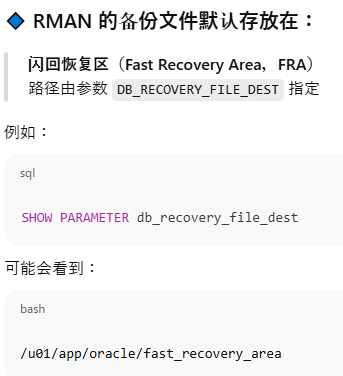 RMAN 的备份文件默认存放在：
闪回恢复区（Fast Recovery Area，FRA）
路径由参数 DB_RECOVERY_FILE_DEST 指定
例如：
sql
SHOW PARAMETER db_recovery_file_dest
可能会看到：
bash
/u01/app/oracle/fast_recovery_area